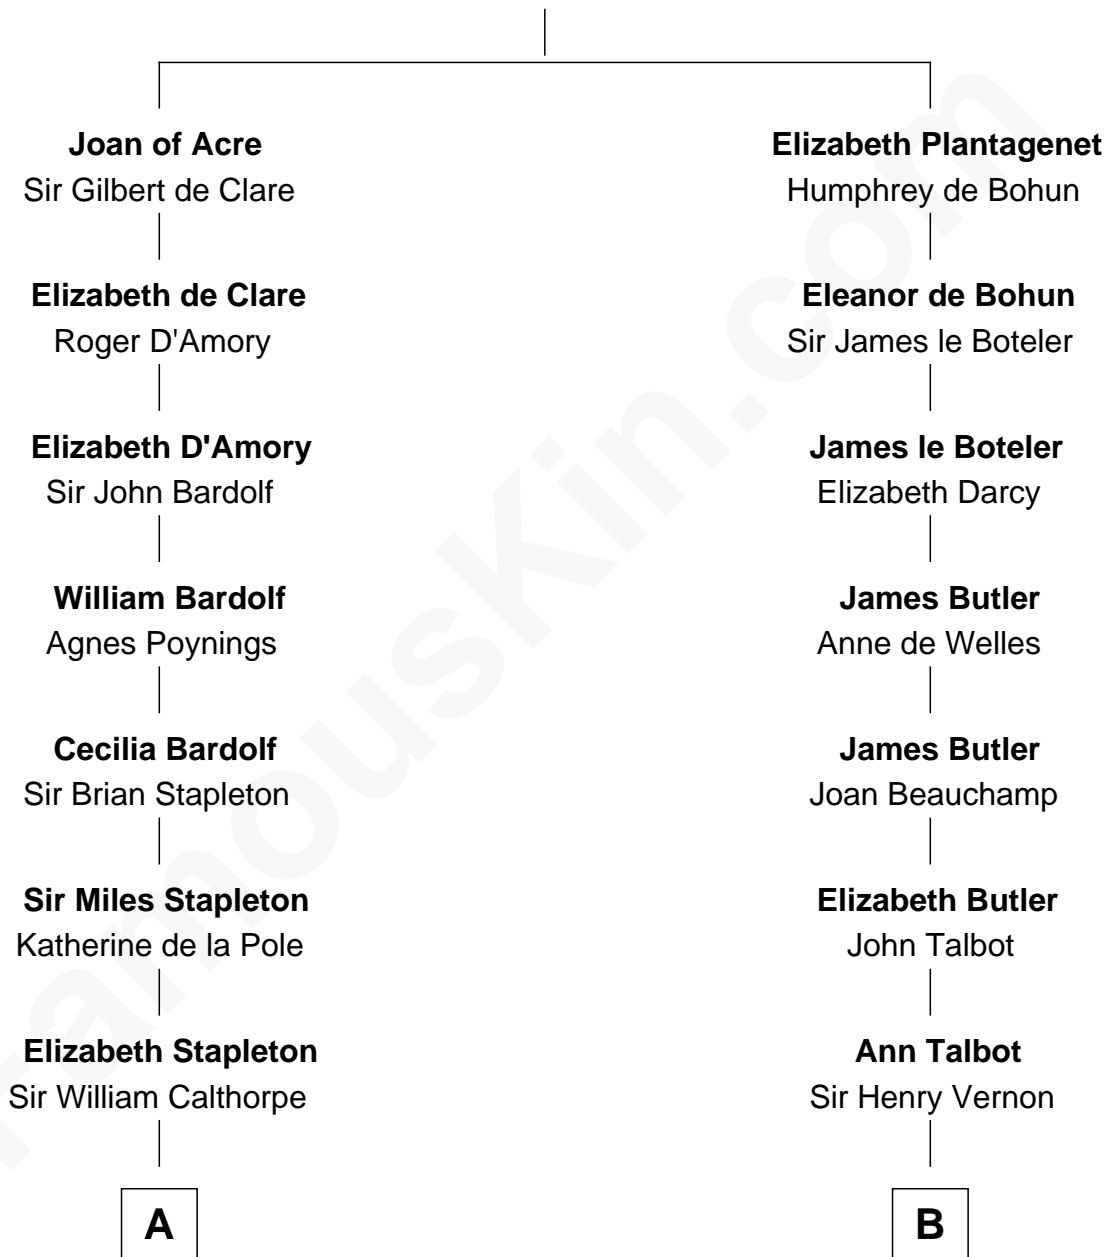 Joan of Acre
Sir Gilbert de Clare
Elizabeth de Clare
Roger D'Amory
Elizabeth D'Amory
Sir John Bardolf
William Bardolf
Agnes Poynings
Cecilia Bardolf
Sir Brian Stapleton
Sir Miles Stapleton
Katherine de la Pole
Elizabeth Stapleton
Sir William Calthorpe
A
Elizabeth Plantagenet
Humphrey de Bohun
Eleanor de Bohun
Sir James le Boteler
James le Boteler
Elizabeth Darcy
James Butler
Anne de Welles
James Butler
Joan Beauchamp
Elizabeth Butler
John Talbot
Ann Talbot
Sir Henry Vernon
B
FamousKin.com